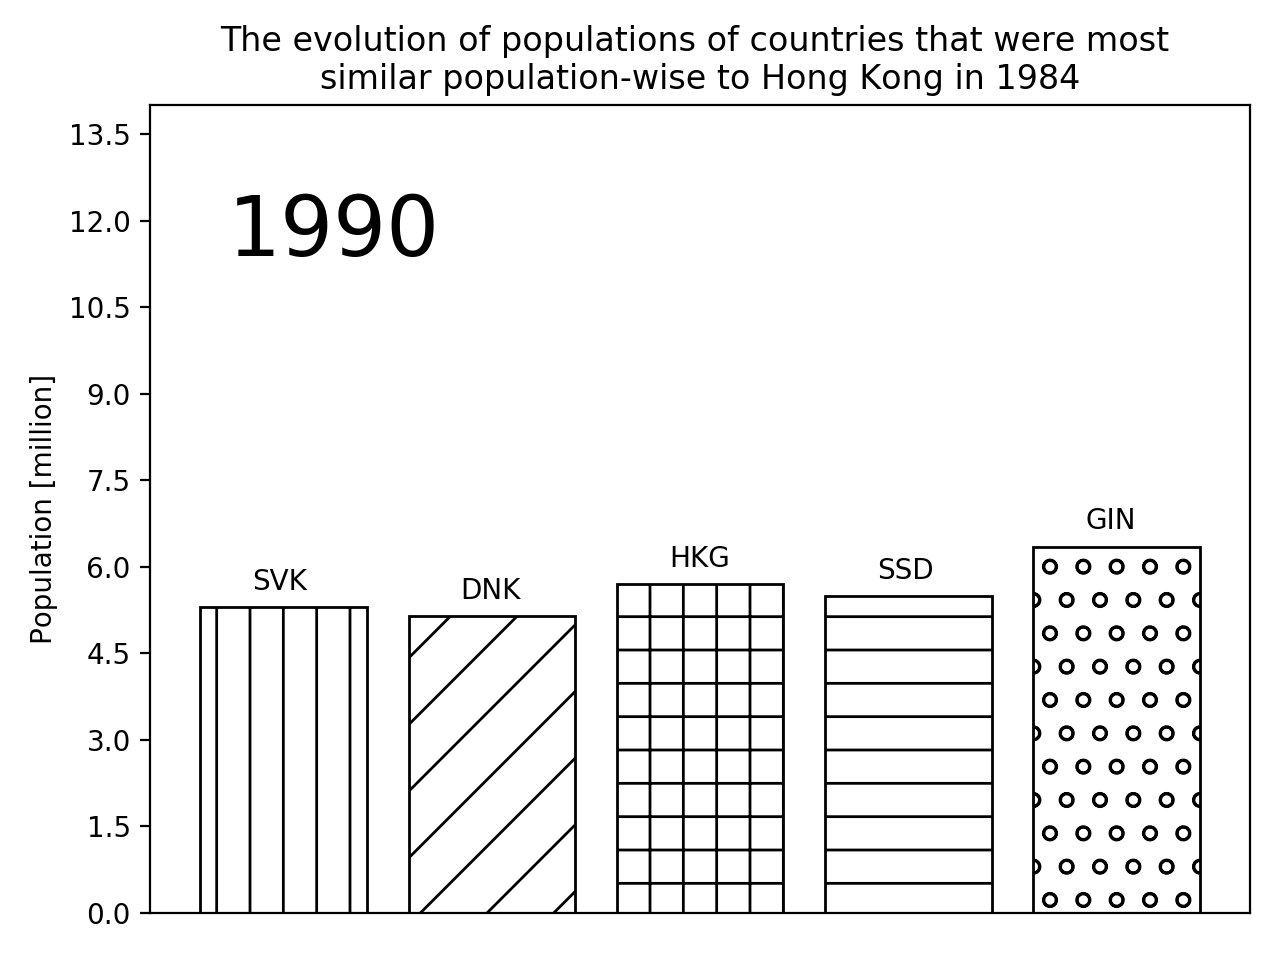 The evolution of populations of countries that were most
similar population-wise to Hong Kong in 1984
13.5
12.0
10.5
9.0
7.5
6.0
4.5
3.0
1.5
0.0
Population [million]
1990
SVK
DNK
HKG
SSD
GIN